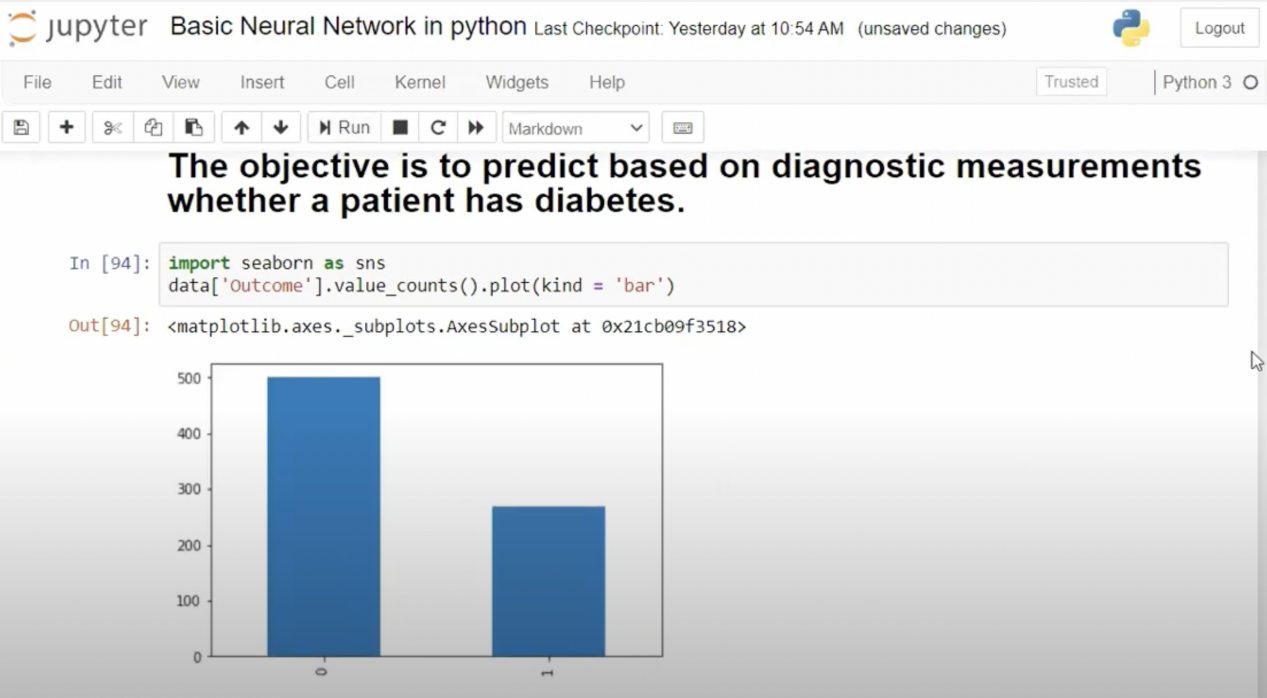 jupyter Basic Neural Network in python Last Checkpoint: Yesterday at 10:54 AM (unsaved changes) Logout
File Edit View Insert Cell Kernel Widgets Help Trusted Python 3
Run Markdown
The objective is to predict based on diagnostic measurements
whether a patient has diabetes.
In [94]: import seaborn as sns
data['Outcome'].value_counts().plot(kind = 'bar')
Out[94]: <matplotlib.axes._subplots.AxesSubplot at 0x21cb09f3518>
500
400
300
200
100
0
0 1